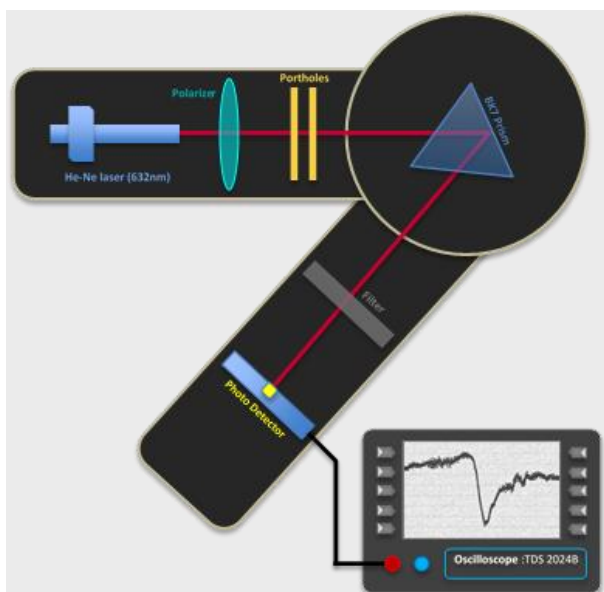 Polarizer
Portholes
BK7 Prism
He-Ne laser (632nm)
Filter
Photo Detector
Oscilloscope :TDS 2024B